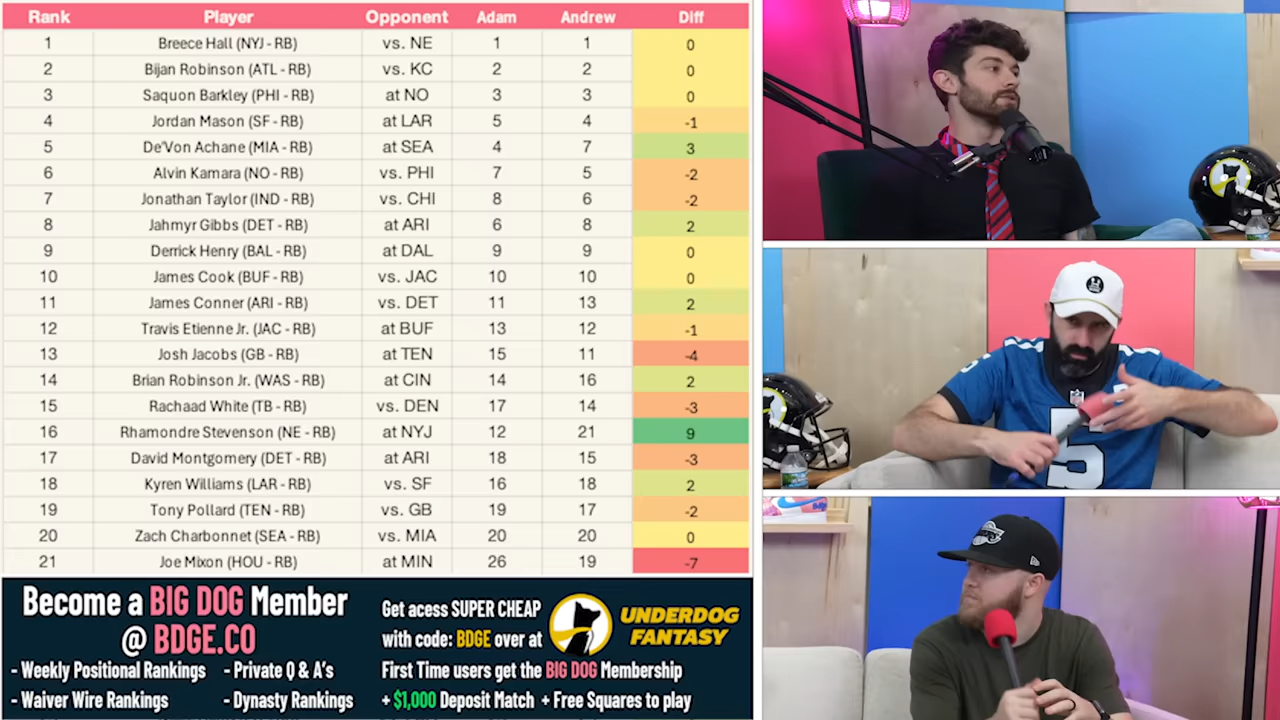 Rank Player Opponent Adam Andrew Diff
1 Breece Hall (NYJ - RB) vs. NE 1 1 0
2 Bijan Robinson (ATL - RB) vs. KC 2 2 0
3 Saquon Barkley (PHI - RB) at NO 3 3 0
4 Jordan Mason (SF - RB) at LAR 5 4 -1
5 De'Von Achane (MIA - RB) at SEA 4 7 3
6 Alvin Kamara (NO - RB) vs. PHI 7 5 -2
7 Jonathan Taylor (IND - RB) vs. CHI 8 6 -2
8 Jahmyr Gibbs (DET - RB) at ARI 6 8 2
9 Derrick Henry (BAL - RB) at DAL 9 9 0
10 James Cook (BUF - RB) vs. JAC 10 10 0
11 James Conner (ARI - RB) vs. DET 11 13 2
12 Travis Etienne Jr. (JAC - RB) at BUF 13 12 -1
13 Josh Jacobs (GB - RB) at TEN 15 11 -4
14 Brian Robinson Jr. (WAS - RB) at CIN 14 16 2
15 Rachaad White (TB - RB) vs. DEN 17 14 -3
16 Rhamondre Stevenson (NE - RB) at NYJ 12 21 9
17 David Montgomery (DET - RB) at ARI 18 15 -3
18 Kyren Williams (LAR - RB) vs. SF 16 18 2
19 Tony Pollard (TEN - RB) vs. GB 19 17 -2
20 Zach Charbonnet (SEA - RB) vs. MIA 20 20 0
21 Joe Mixon (HOU - RB) at MIN 26 19 -7
Become a BIG DOG Member
@ BDGE.CO
- Weekly Positional Rankings - Private Q & A's
- Waiver Wire Rankings - Dynasty Rankings
Get acess SUPER CHEAP
with code: BDGE over at
UNDERDOG
FANTASY
First Time users get the BIG DOG Membership
+ $1,000 Deposit Match + Free Squares to play
5